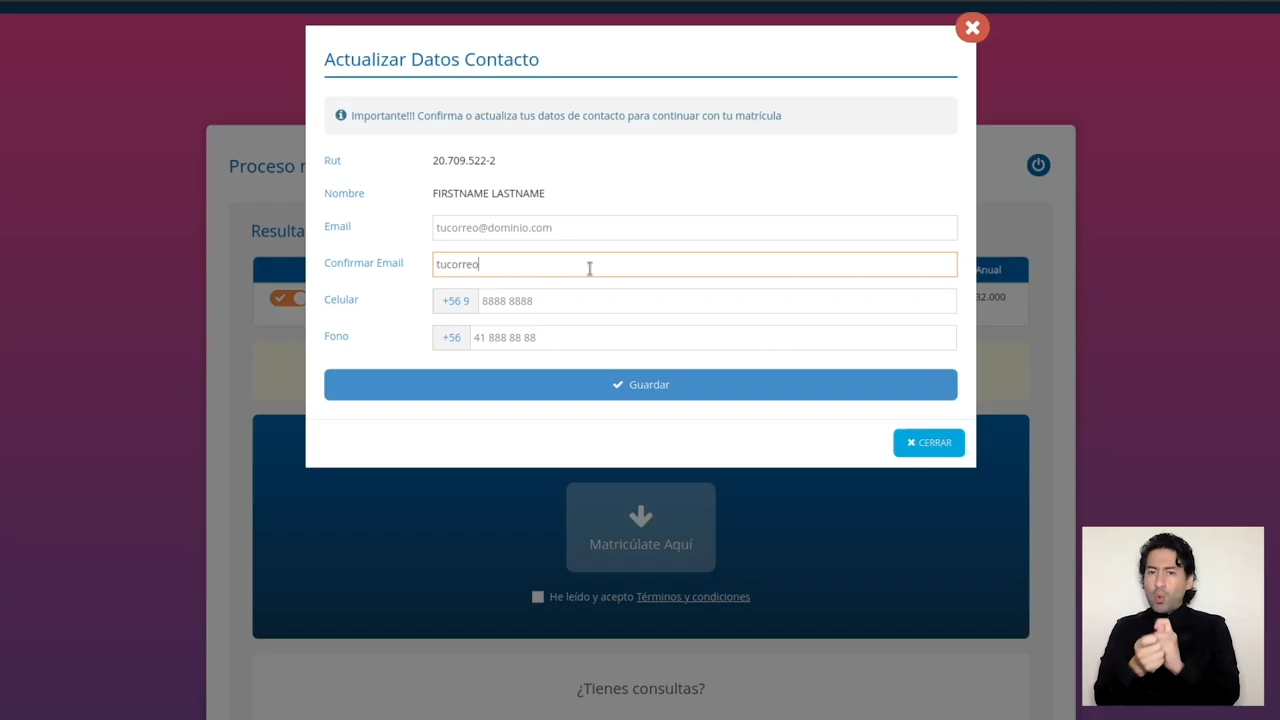 Actualizar Datos Contacto
Importante!!! Confirma o actualiza tus datos de contacto para continuar con tu matrícula
Rut 20.709.522-2
Nombre FIRSTNAME LASTNAME
Email tucorreo@dominio.com
Confirmar Email tucorreo
Celular +56 9 8888 8888
Fono +56 41 888 88 88
Guardar
CERRAR
Proceso
Resulta
Anual
32.000
Matricúlate Aquí
He leído y acepto Términos y condiciones
¿Tienes consultas?